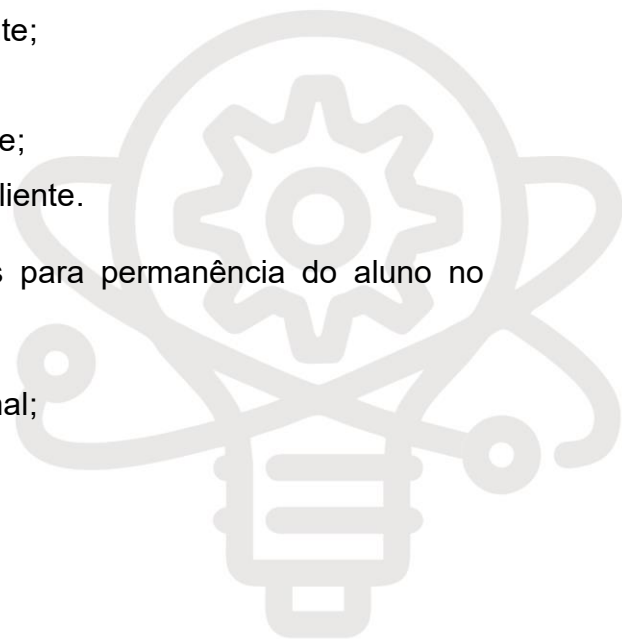 te;
e;
liente.
s para permanência do aluno no
nal;